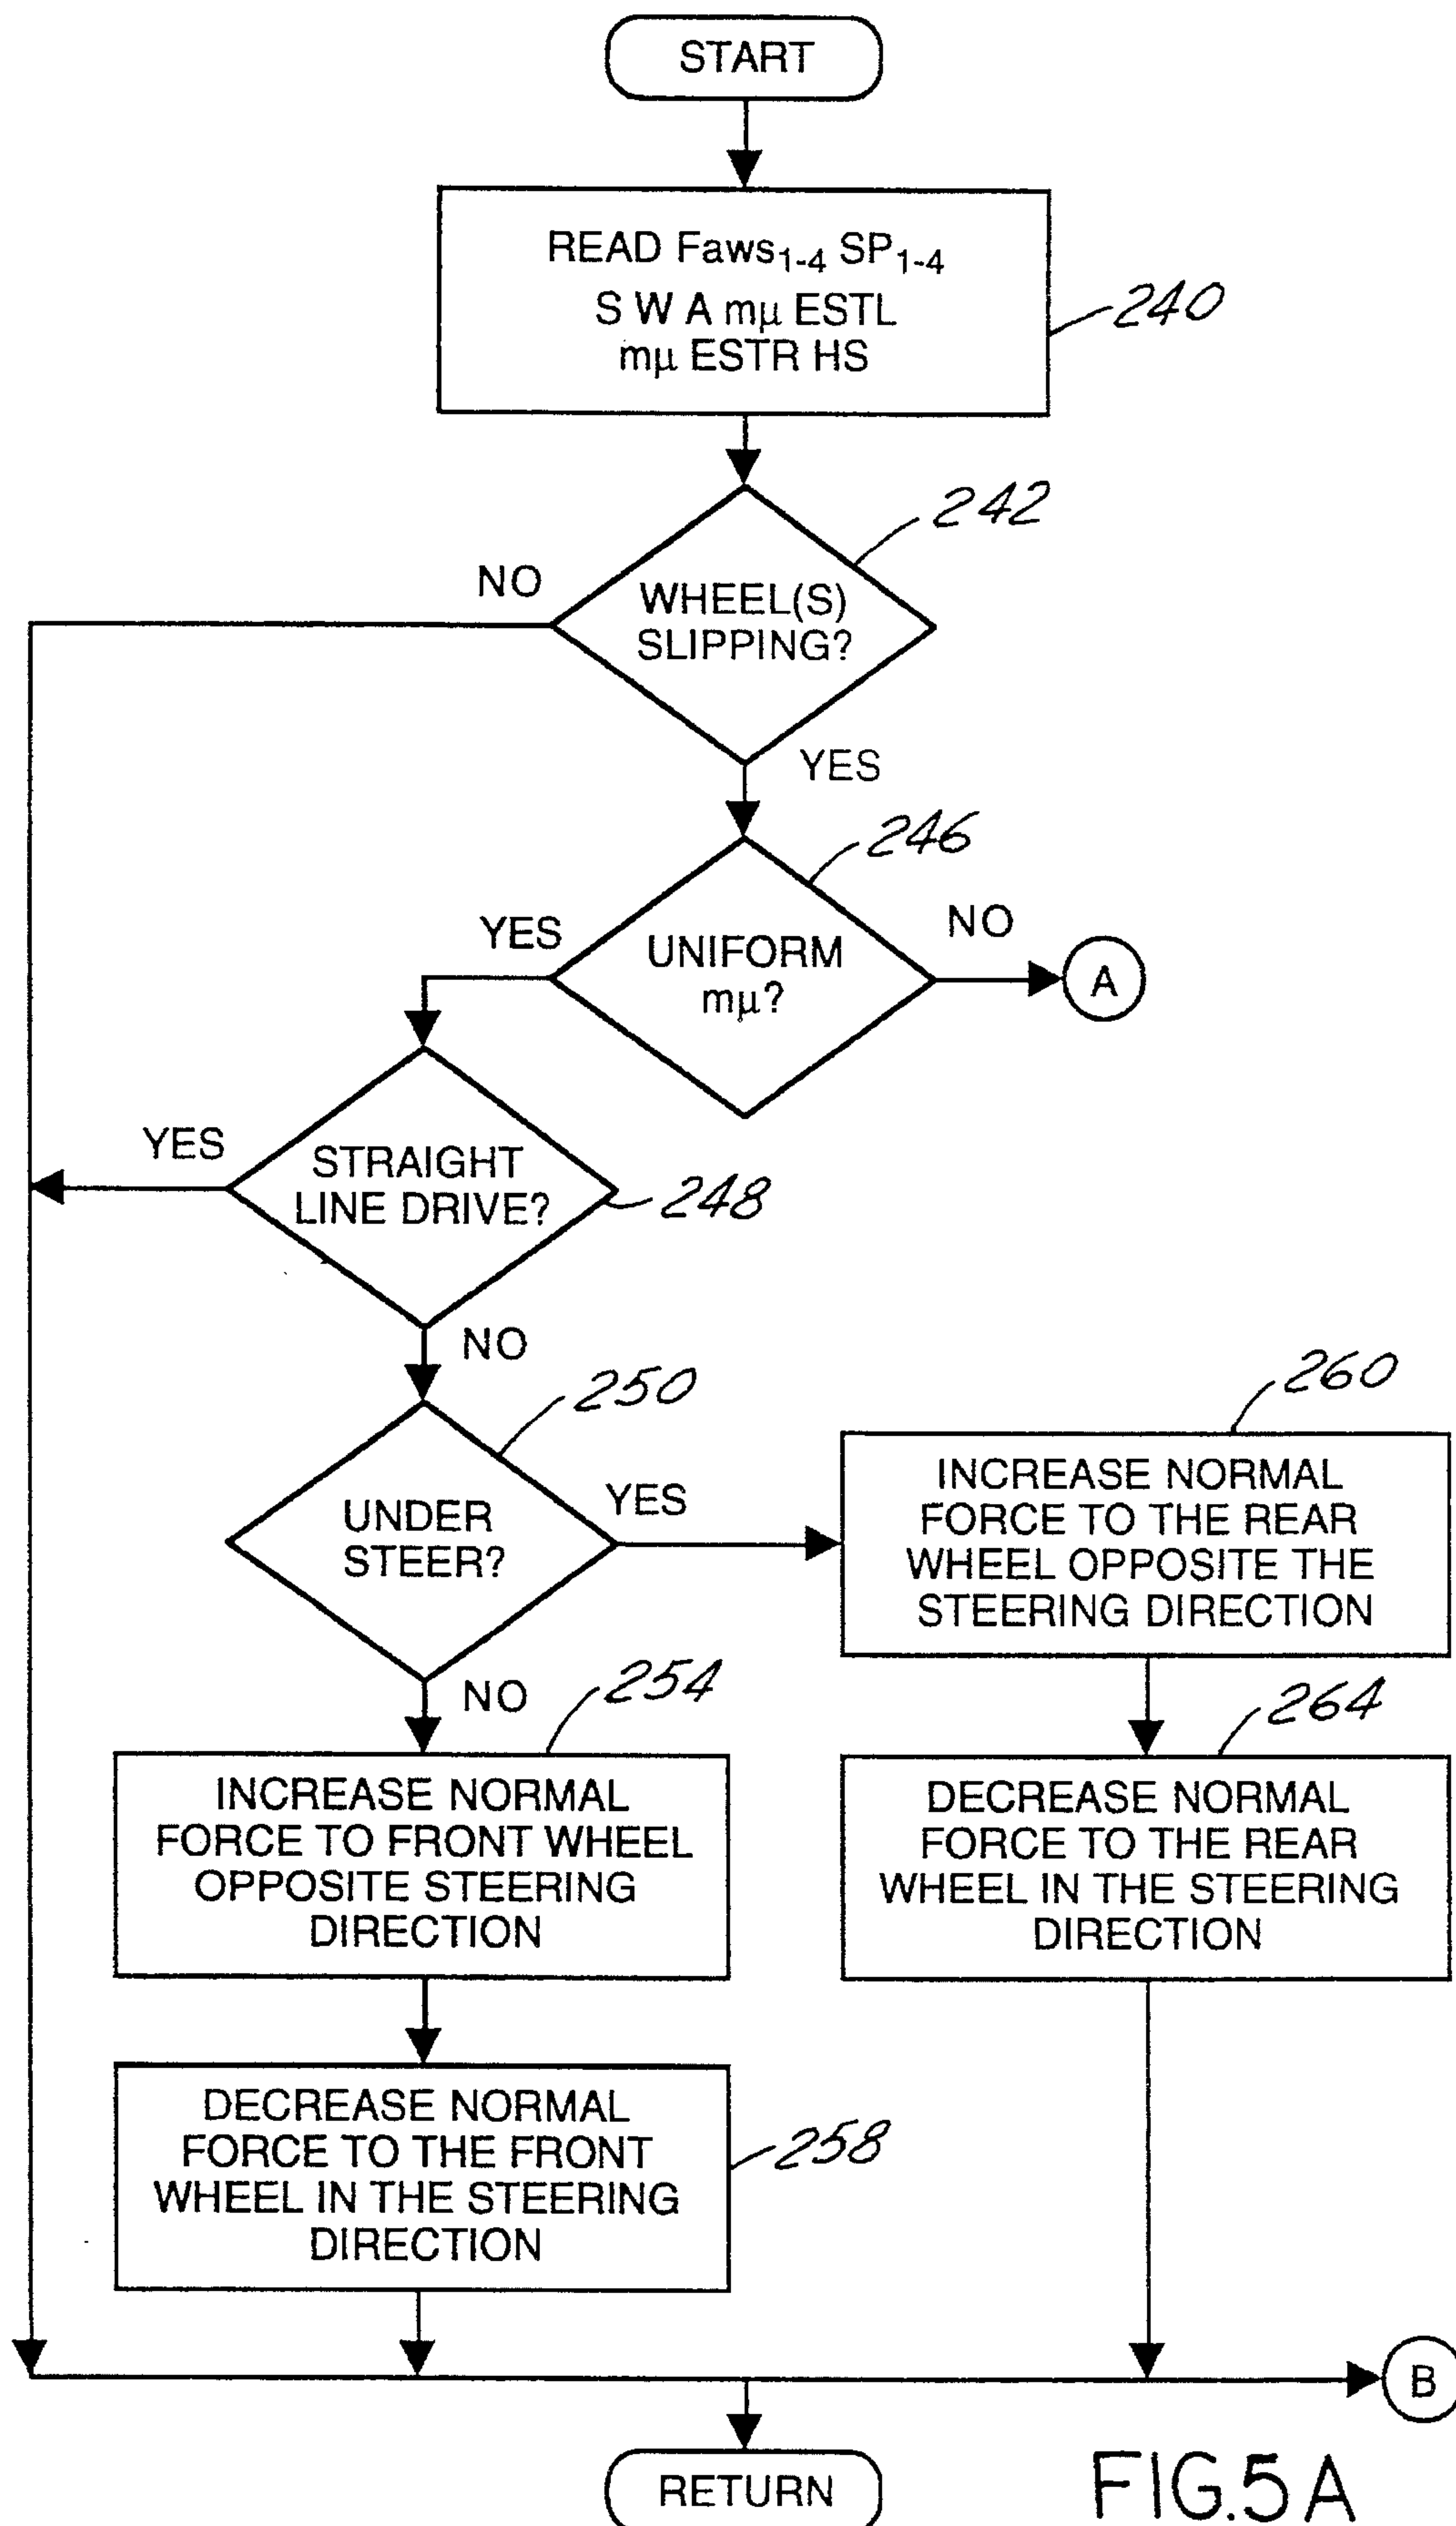 START
READ Faws1-4 SP1-4
S W A mμ ESTL
mμ ESTR HS
240
242
NO
WHEEL(S)
SLIPPING?
YES
246
YES
UNIFORM
mμ?
NO
A
YES
STRAIGHT
LINE DRIVE?
248
NO
250
UNDER
STEER?
YES
260
INCREASE NORMAL
FORCE TO THE REAR
WHEEL OPPOSITE THE
STEERING DIRECTION
NO
254
INCREASE NORMAL
FORCE TO FRONT WHEEL
OPPOSITE STEERING
DIRECTION
264
DECREASE NORMAL
FORCE TO THE REAR
WHEEL IN THE STEERING
DIRECTION
DECREASE NORMAL
FORCE TO THE FRONT
WHEEL IN THE STEERING
DIRECTION
258
B
RETURN
FIG.5A